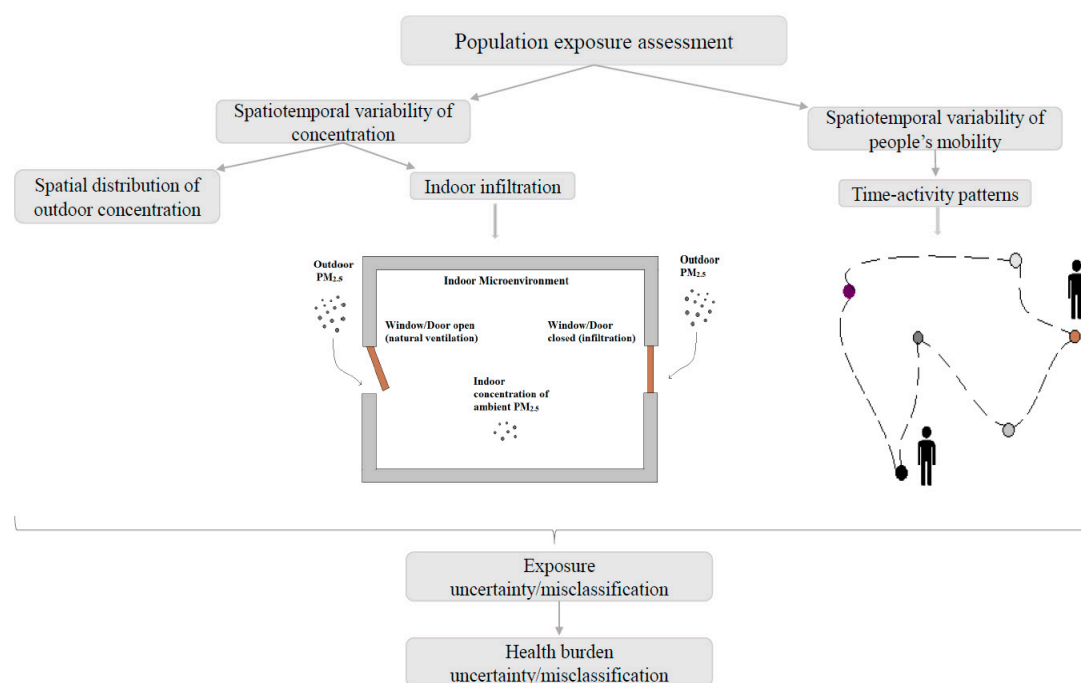 Population exposure assessment
Spatiotemporal variability of
concentration
Spatiotemporal variability of
people's mobility
Spatial distribution of
outdoor concentration
Indoor infiltration
Time-activity patterns
Outdoor
PM2.5
Indoor Microenvironment
Outdoor
PM2.5
Window/Door open
(natural ventilation)
Window/Door
closed (infiltration)
Indoor
concentration of
ambient PM2.5
Exposure
uncertainty/misclassification
Health burden
uncertainty/misclassification